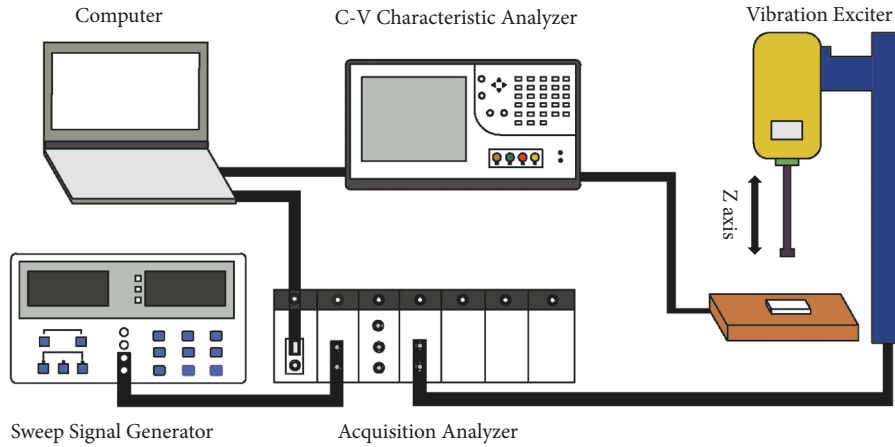 Computer
C-V Characteristic Analyzer
Vibration Exciter
Z axis
Sweep Signal Generator
Acquisition Analyzer